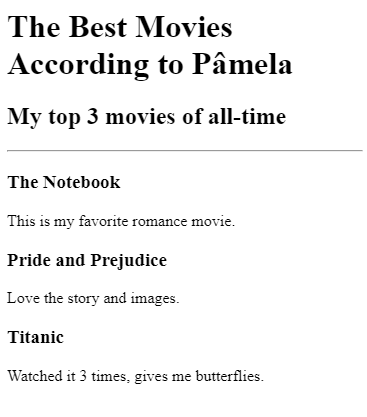 The Best Movies
According to Pâmela
My top 3 movies of all-time
The Notebook
This is my favorite romance movie.
Pride and Prejudice
Love the story and images.
Titanic
Watched it 3 times, gives me butterflies.